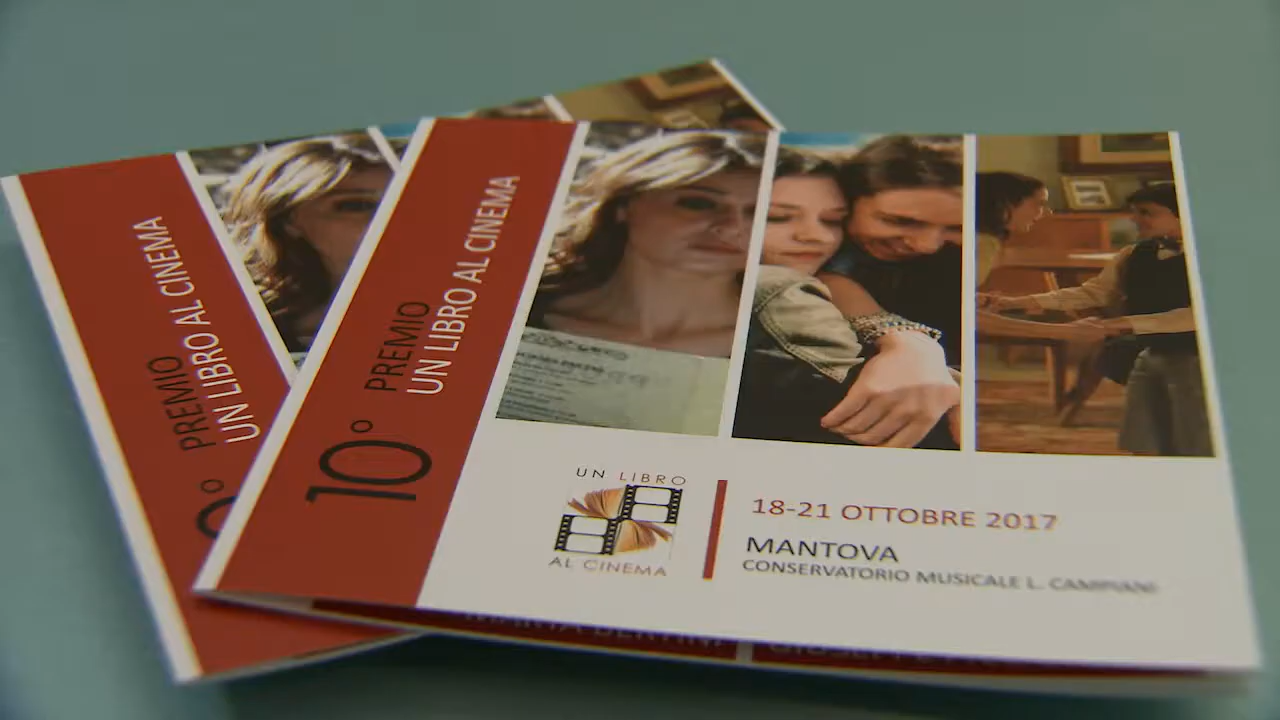 PREMIO
UN LIBRO AL CINEMA
10° PREMIO
UN LIBRO AL CINEMA
UN LIBRO
AL CINEMA
18-21 OTTOBRE 2017
MANTOVA
CONSERVATORIO MUSICALE L. CAMPIANI